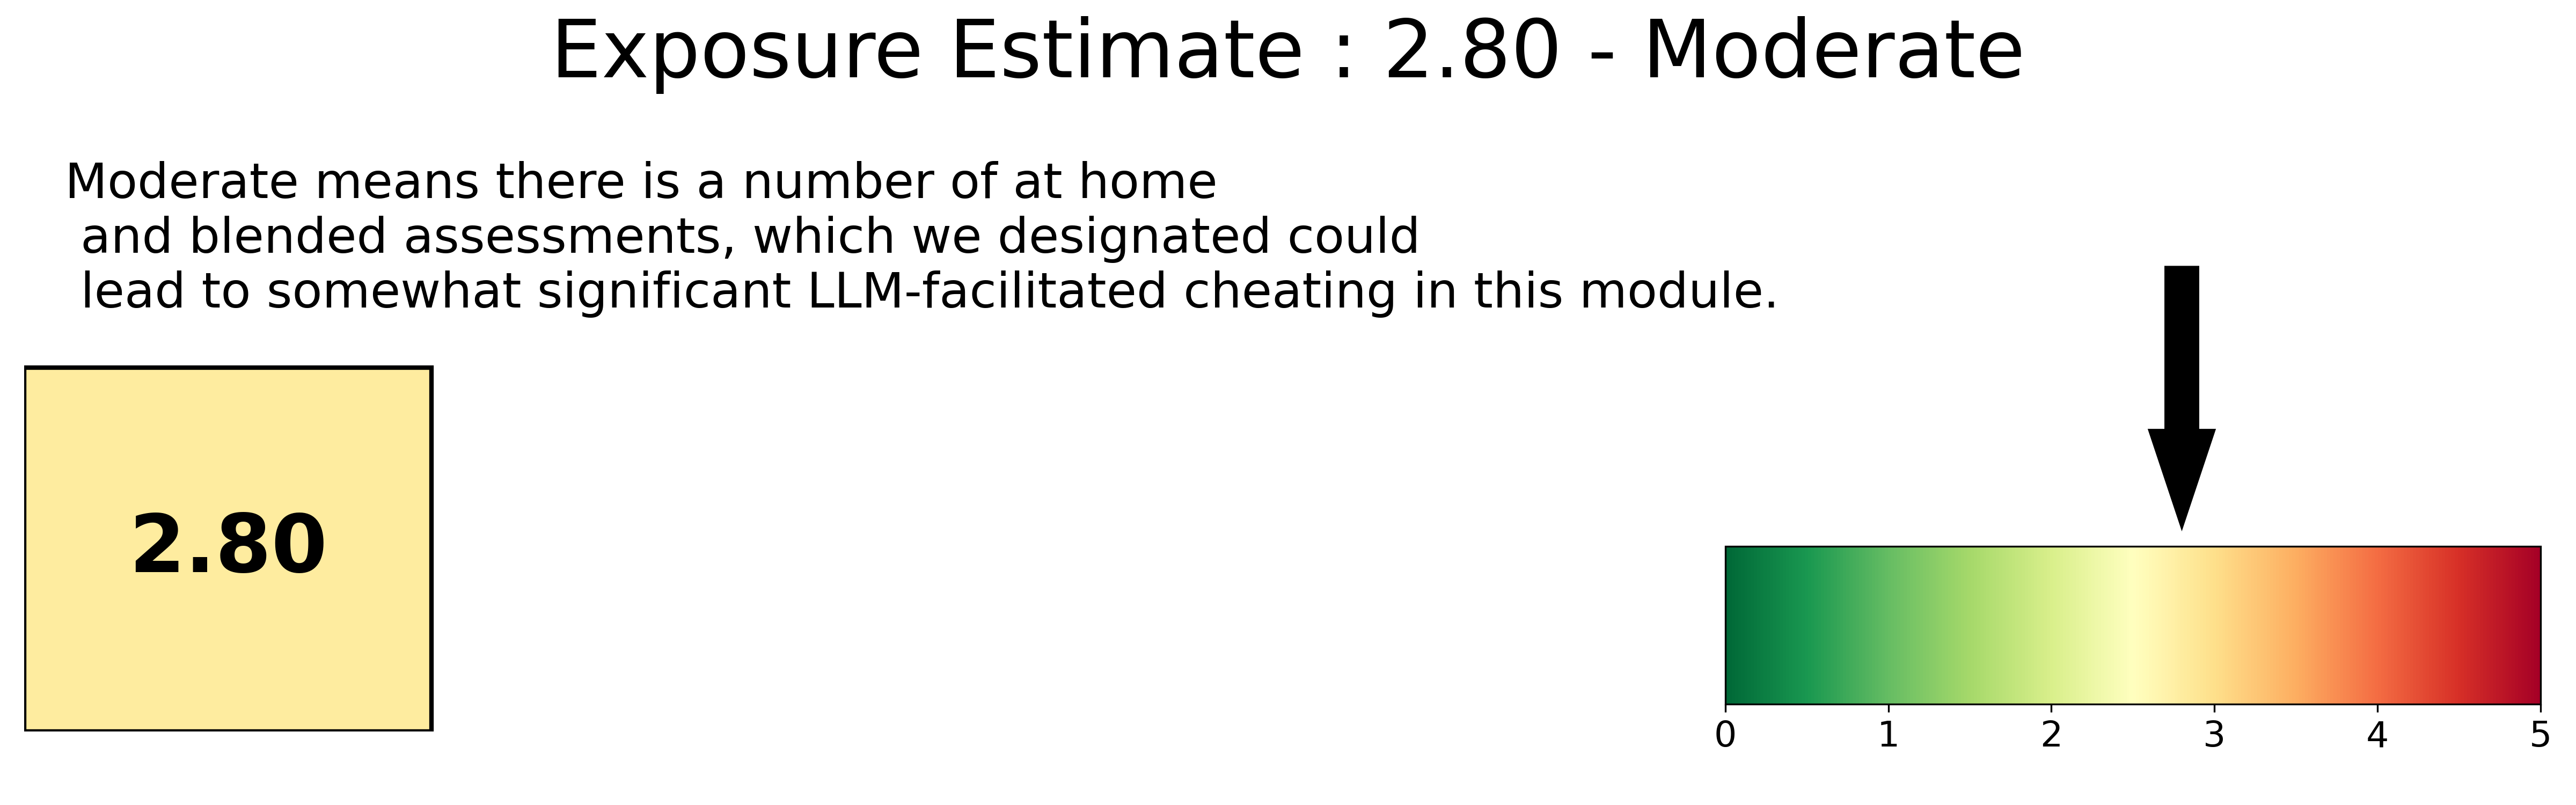 Exposure Estimate : 2.80 - Moderate
Moderate means there is a number of at home
and blended assessments, which we designated could
lead to somewhat significant LLM-facilitated cheating in this module.
2.80
0 1 2 3 4 5